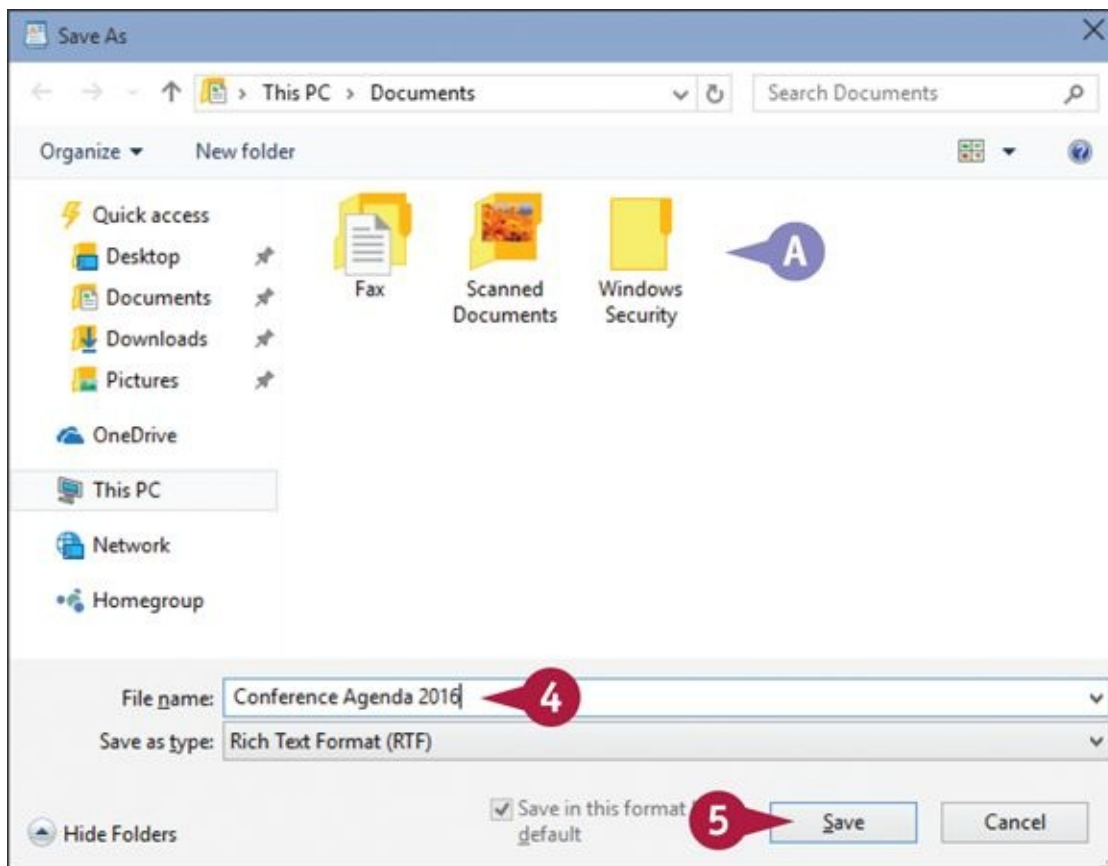 Save As
This PC > Documents
Search Documents
Organize
New folder
Quick access
Desktop
Documents
Downloads
Pictures
OneDrive
This PC
Network
Homegroup
Fax
Scanned
Documents
Windows
Security
A
File name: Conference Agenda 2016
4
Save as type: Rich Text Format (RTF)
Hide Folders
Save in this format
default
5
Save
Cancel